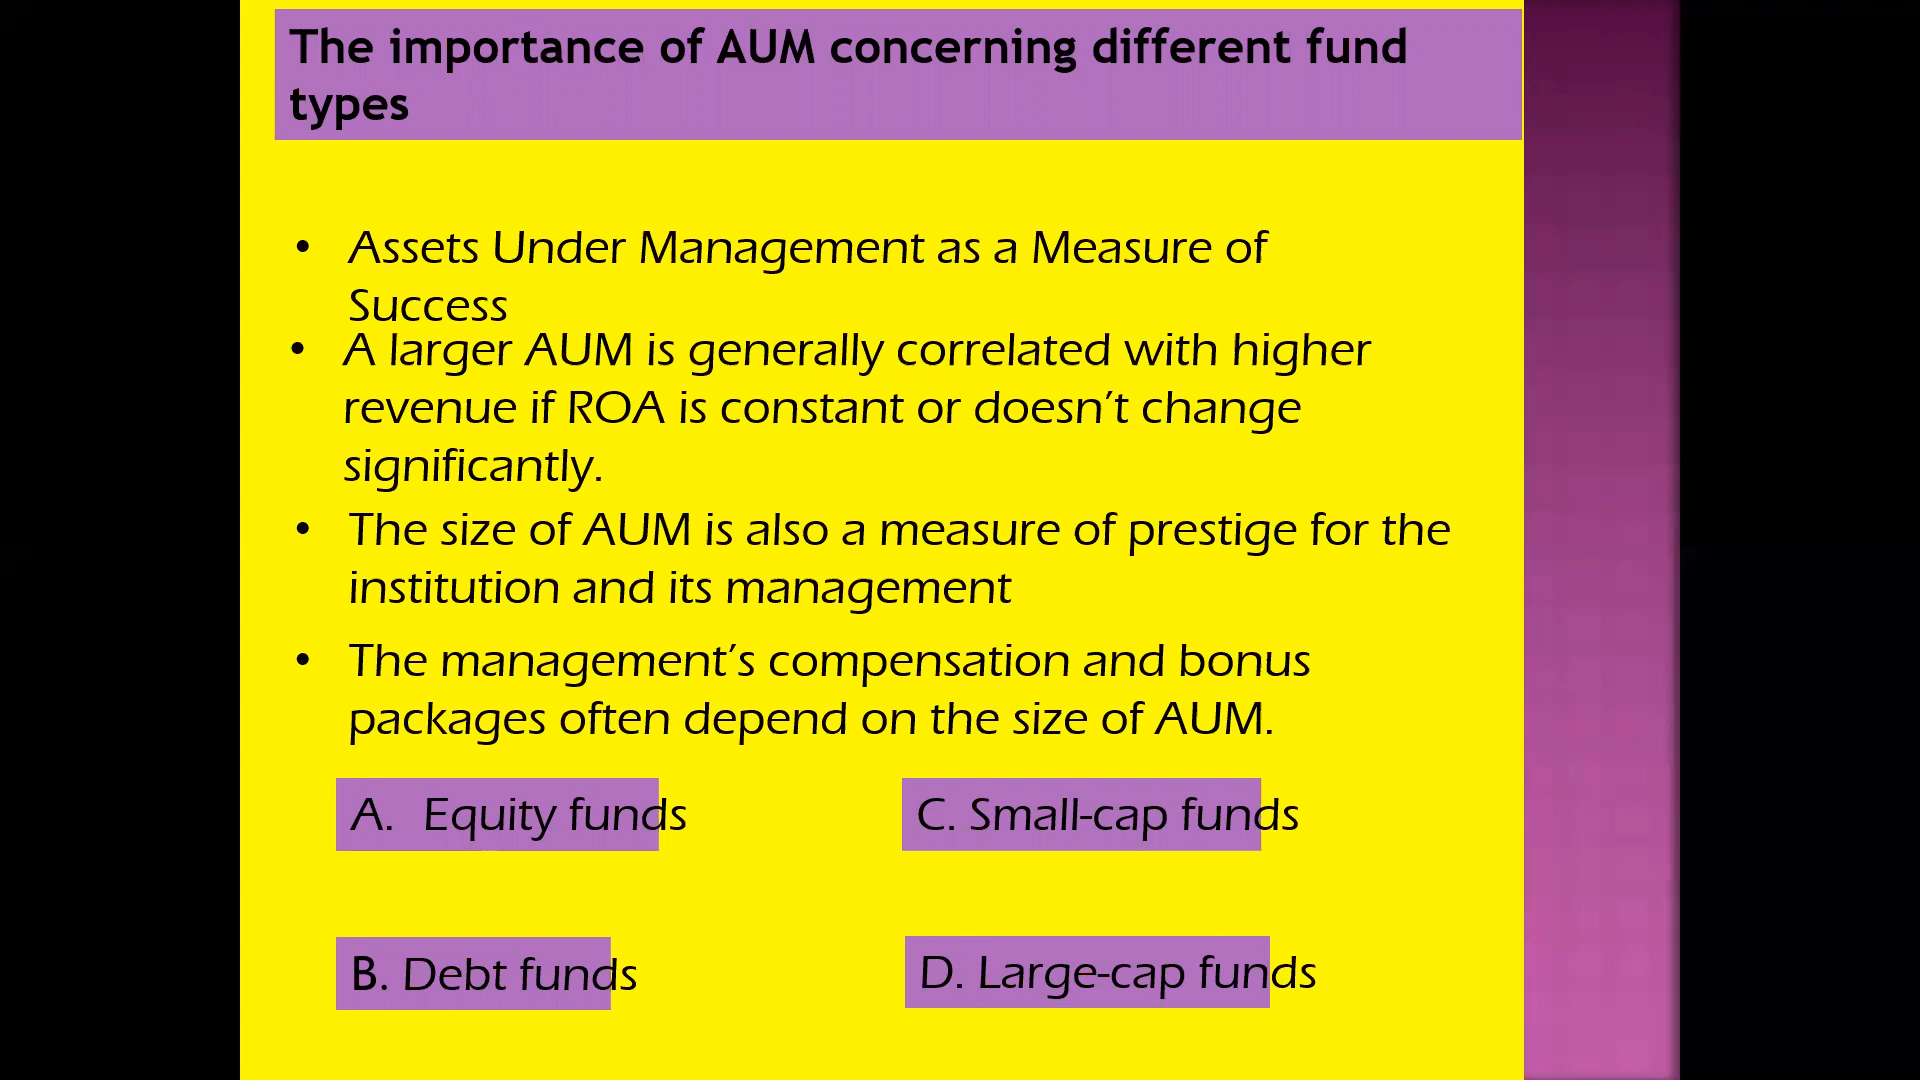 The importance of AUM concerning different fund
types
• Assets Under Management as a Measure of
Success
• A larger AUM is generally correlated with higher
revenue if ROA is constant or doesn’t change
significantly.
• The size of AUM is also a measure of prestige for the
institution and its management
• The management’s compensation and bonus
packages often depend on the size of AUM.
A. Equity funds
C. Small-cap funds
B. Debt funds
D. Large-cap funds